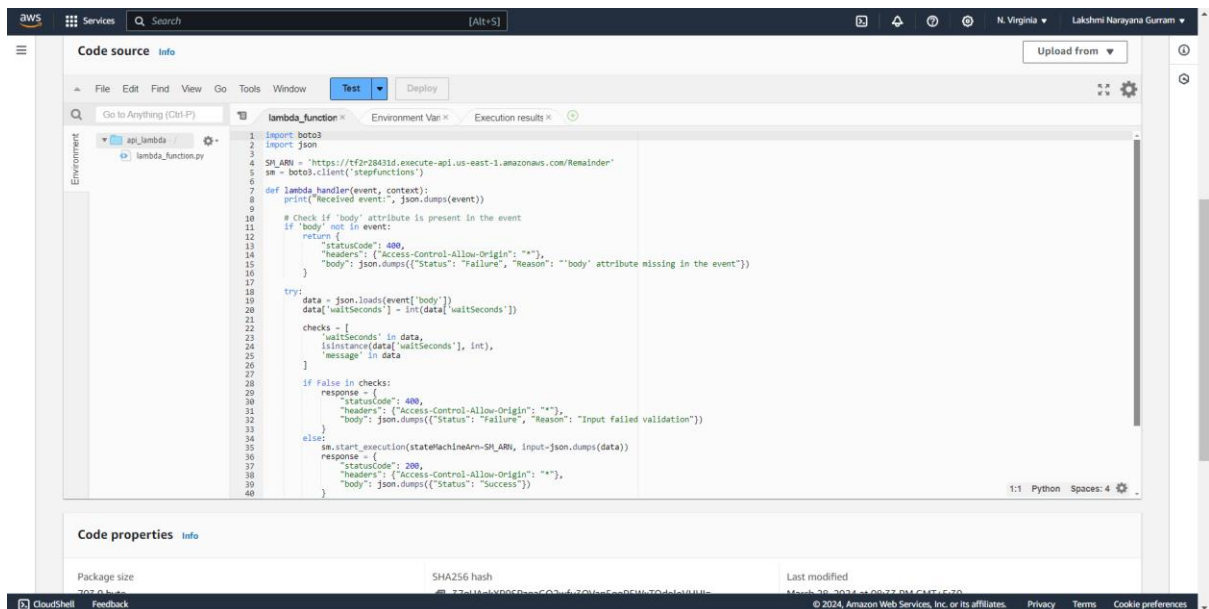 aws Services Search [Alt+S] N. Virginia Lakshmi Narayana Gurram
Code source Info Upload from
File Edit Find View Go Tools Window Test Deploy
Go to Anything (Ctrl-P) lambda_function × Environment Vari × Execution results ×
Environment
api_lambda - /
lambda_function.py
1 import boto3
2 import json
3
4 SM_ARN = 'https://tf2r28431d.execute-api.us-east-1.amazonaws.com/Remainder'
5 sm = boto3.client('stepfunctions')
6
7 def lambda_handler(event, context):
8     print("Received event:", json.dumps(event))
9
10     # Check if 'body' attribute is present in the event
11     if 'body' not in event:
12         return {
13             "statusCode": 400,
14             "headers": {"Access-Control-Allow-Origin": "*"},
15             "body": json.dumps({"Status": "Failure", "Reason": "'body' attribute missing in the event"})
16         }
17
18     try:
19         data = json.loads(event['body'])
20         data['waitSeconds'] = int(data['waitSeconds'])
21
22         checks = [
23             'waitSeconds' in data,
24             isinstance(data['waitSeconds'], int),
25             'message' in data
26         ]
27
28         if False in checks:
29             response = {
30                 "statusCode": 400,
31                 "headers": {"Access-Control-Allow-Origin": "*"},
32                 "body": json.dumps({"Status": "Failure", "Reason": "Input failed validation"})
33             }
34         else:
35             sm.start_execution(stateMachineArn=SM_ARN, input=json.dumps(data))
36             response = {
37                 "statusCode": 200,
38                 "headers": {"Access-Control-Allow-Origin": "*"},
39                 "body": json.dumps({"Status": "Success"})
40             }
1:1 Python Spaces: 4
Code properties Info
Package size SHA256 hash Last modified
CloudShell Feedback © 2024, Amazon Web Services, Inc. or its affiliates. Privacy Terms Cookie preferences